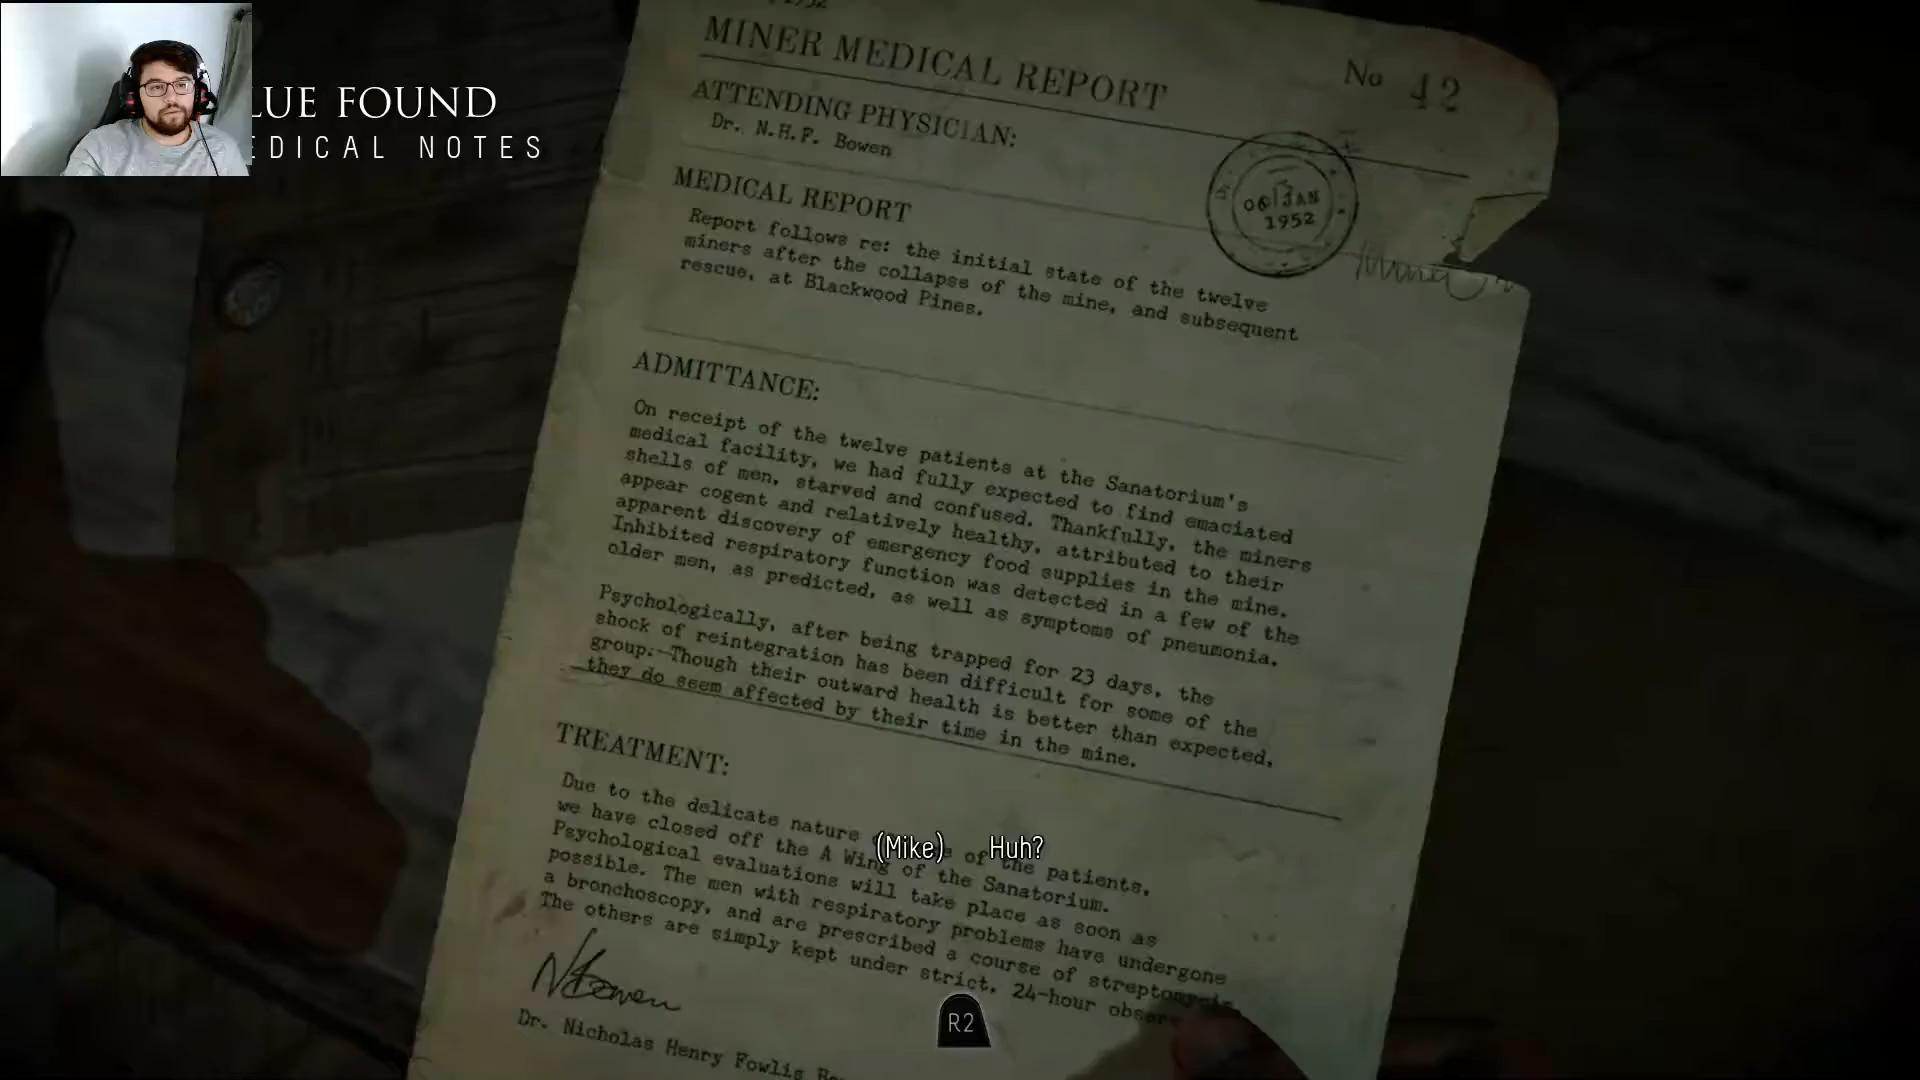 LUE FOUND
EDICAL NOTES
MINER MEDICAL REPORT
No 42
ATTENDING PHYSICIAN:
Dr. N.H.F. Bowen
06 JAN
1952
MEDICAL REPORT
Report follows re: the initial state of the twelve
miners after the collapse of the mine, and subsequent
rescue, at Blackwood Pines.
ADMITTANCE:
On receipt of the twelve patients at the Sanatorium's
medical facility, we had fully expected to find emaciated
shells of men, starved and confused. Thankfully, the miners
appear cogent and relatively healthy, attributed to their
apparent discovery of emergency food supplies in the mine.
Inhibited respiratory function was detected in a few of the
older men, as predicted, as well as symptoms of pneumonia.
Psychologically, after being trapped for 23 days, the
shock of reintegration has been difficult for some of the
group. Though their outward health is better than expected,
they do seem affected by their time in the mine.
TREATMENT:
Due to the delicate nature of the patients,
we have closed off the A Wing of the Sanatorium.
Psychological evaluations will take place as soon as
possible. The men with respiratory problems have undergone
a bronchoscopy, and are prescribed a course of streptomycin
The others are simply kept under strict, 24-hour
(Mike) Huh?
R2
NBowen
Dr. Nicholas Henry Fowlis